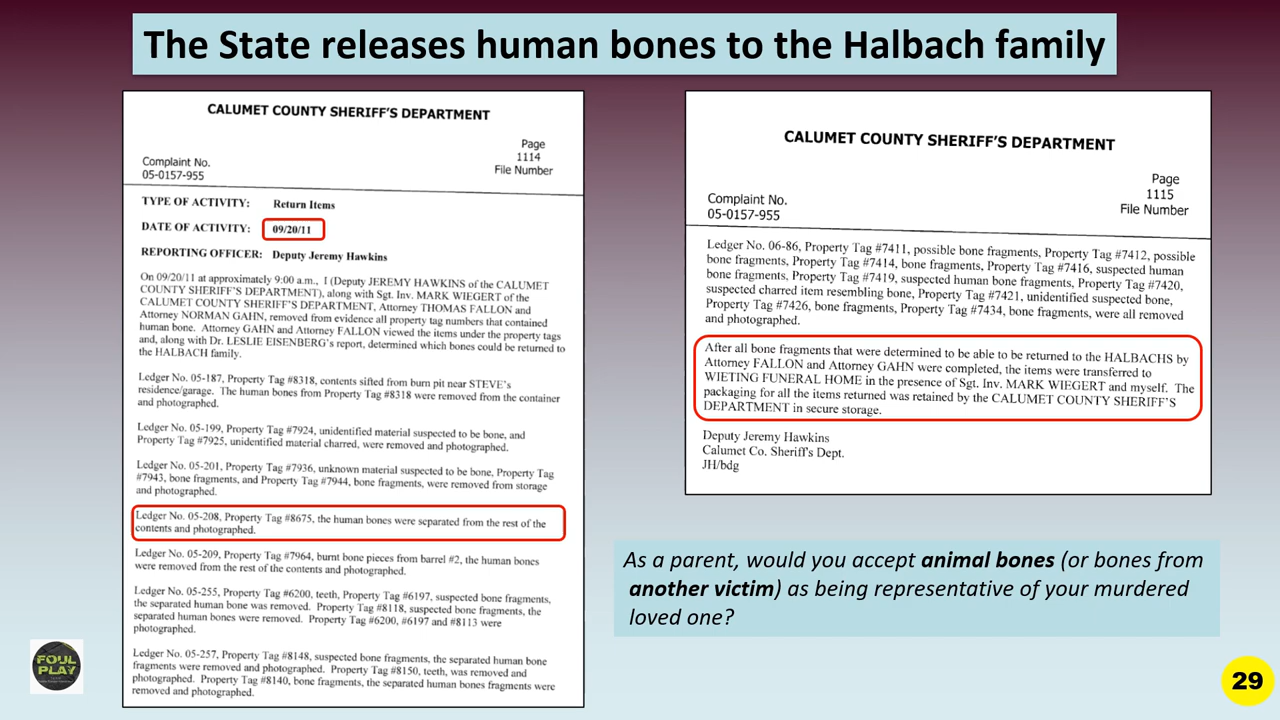 The State releases human bones to the Halbach family
CALUMET COUNTY SHERIFF'S DEPARTMENT
Page
1114
Complaint No.
File Number
05-0157-955
TYPE OF ACTIVITY: Return Items
DATE OF ACTIVITY: 09/20/11
REPORTING OFFICER: Deputy Jeremy Hawkins
On 09/20/11 at approximately 9:00 a.m., I (Deputy JEREMY HAWKINS of the CALUMET
COUNTY SHERIFF'S DEPARTMENT), along with Sgt. Inv. MARK WIEGERT of the
CALUMET COUNTY SHERIFF'S DEPARTMENT, Attorney THOMAS FALLON and
Attorney NORMAN GAHN, removed from evidence all property tag numbers that contained
human bone. Attorney GAHN and Attorney FALLON viewed the items under the property tags
and, along with Dr. LESLIE EISENBERG's report, determined which bones could be returned to
the HALBACH family.
Ledger No. 05-187, Property Tag #8318, contents sifted from burn pit near STEVE's
residence/garage. The human bones from Property Tag #8318 were removed from the container
and photographed.
Ledger No. 05-199, Property Tag #7924, unidentified material suspected to be bone, and
Property Tag #7925, unidentified material charred, were removed and photographed.
Ledger No. 05-201, Property Tag #7936, unknown material suspected to be bone, Property Tag
#7943, bone fragments, and Property Tag #7944, bone fragments, were removed from storage
and photographed.
Ledger No. 05-208, Property Tag #8675, the human bones were separated from the rest of the
contents and photographed.
Ledger No. 05-209, Property Tag #7964, burnt bone pieces from barrel #2, the human bones
were removed from the rest of the contents and photographed.
Ledger No. 05-255, Property Tag #6200, teeth, Property Tag #6197, suspected bone fragments,
the separated human bone was removed. Property Tag #8118, suspected bone fragments, the
separated human bones were removed. Property Tag #6200, #6197 and #8113 were
photographed.
Ledger No. 05-257, Property Tag #8148, suspected bone fragments, the separated human bone
fragments were removed and photographed. Property Tag #8150, teeth, was removed and
photographed. Property Tag #8140, bone fragments, the separated human bones fragments were
removed and photographed.
CALUMET COUNTY SHERIFF'S DEPARTMENT
Page
1115
Complaint No.
File Number
05-0157-955
Ledger No. 06-86, Property Tag #7411, possible bone fragments, Property Tag #7412, possible
bone fragments, Property Tag #7414, bone fragments, Property Tag #7416, suspected human
bone fragments, Property Tag #7419, suspected human bone fragments, Property Tag #7420,
suspected charred item resembling bone, Property Tag #7421, unidentified suspected bone,
Property Tag #7426, bone fragments, Property Tag #7434, bone fragments, were all removed
and photographed.
After all bone fragments that were determined to be able to be returned to the HALBACHS by
Attorney FALLON and Attorney GAHN were completed, the items were transferred to
WIETING FUNERAL HOME in the presence of Sgt. Inv. MARK WIEGERT and myself. The
packaging for all the items returned was retained by the CALUMET COUNTY SHERIFF'S
DEPARTMENT in secure storage.
Deputy Jeremy Hawkins
Calumet Co. Sheriff's Dept.
JH/bdg
As a parent, would you accept animal bones (or bones from
another victim) as being representative of your murdered
loved one?
FOUL
PLAY
29